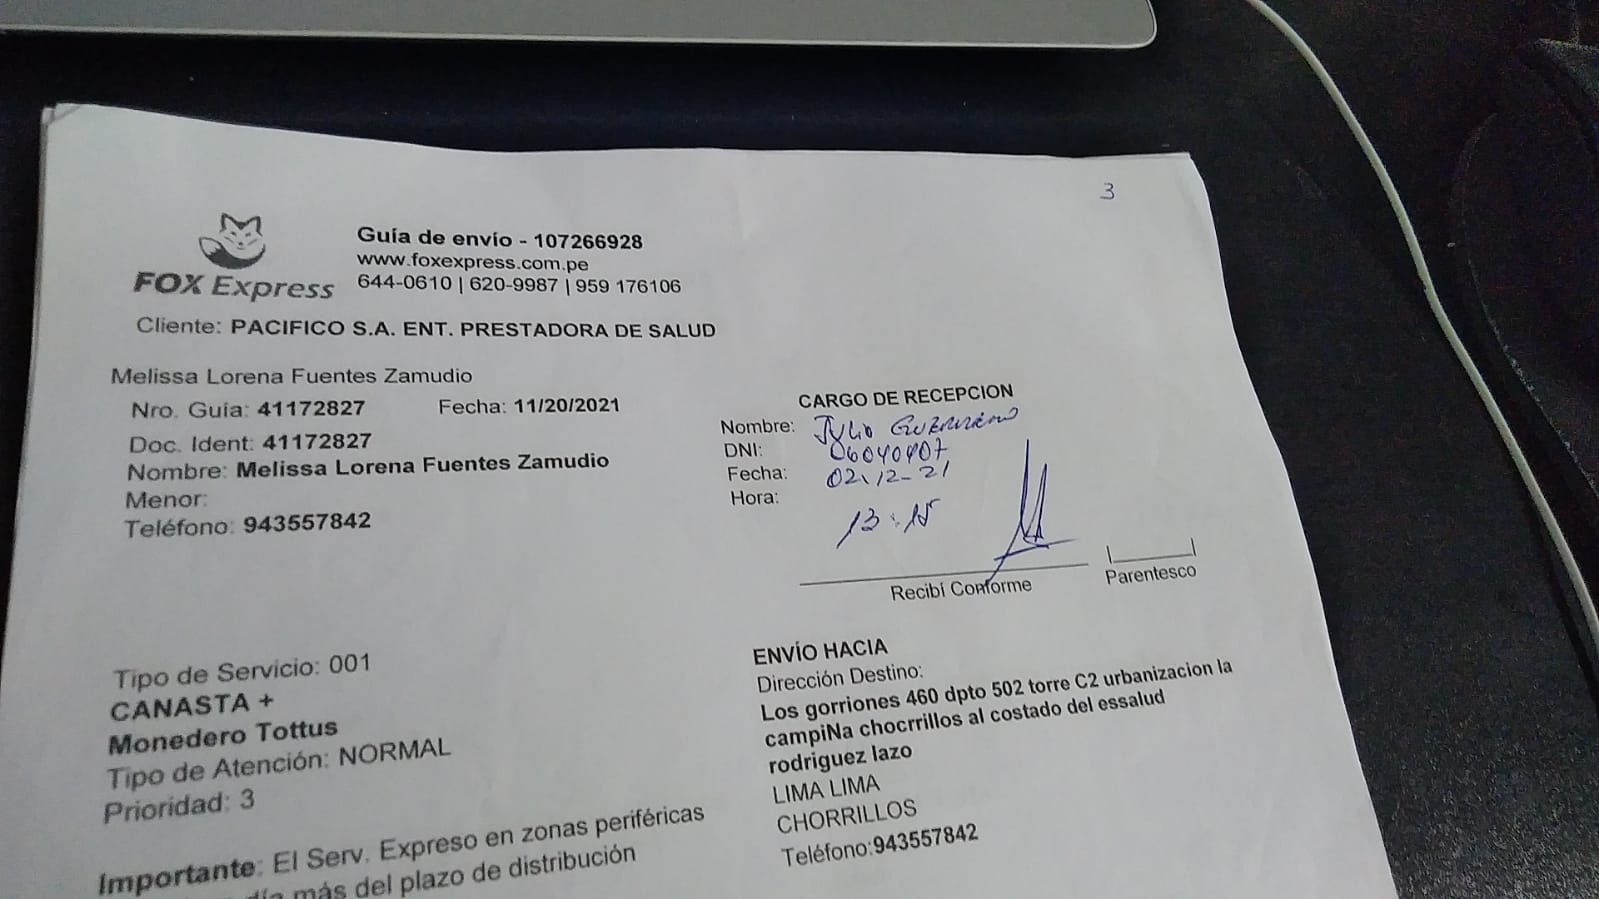 3
FOX Express
Guía de envío - 107266928
www.foxexpress.com.pe
644-0610 | 620-9987 | 959 176106
Cliente: PACIFICO S.A. ENT. PRESTADORA DE SALUD
Melissa Lorena Fuentes Zamudio
Nro. Guía: 41172827 Fecha: 11/20/2021
Doc. Ident: 41172827
Nombre: Melissa Lorena Fuentes Zamudio
Menor:
Teléfono: 943557842
CARGO DE RECEPCION
Nombre: Julio
DNI: 06040407
Fecha: 02-12-21
Hora: 13:15
Recibí Conforme
Parentesco
Tipo de Servicio: 001
CANASTA +
Monedero Tottus
Tipo de Atención: NORMAL
Prioridad: 3
Importante: El Serv. Expreso en zonas periféricas
día más del plazo de distribución
ENVÍO HACIA
Dirección Destino:
Los gorriones 460 dpto 502 torre C2 urbanizacion la
campiNa chocrrillos al costado del essalud
rodriguez lazo
LIMA LIMA
CHORRILLOS
Teléfono:943557842